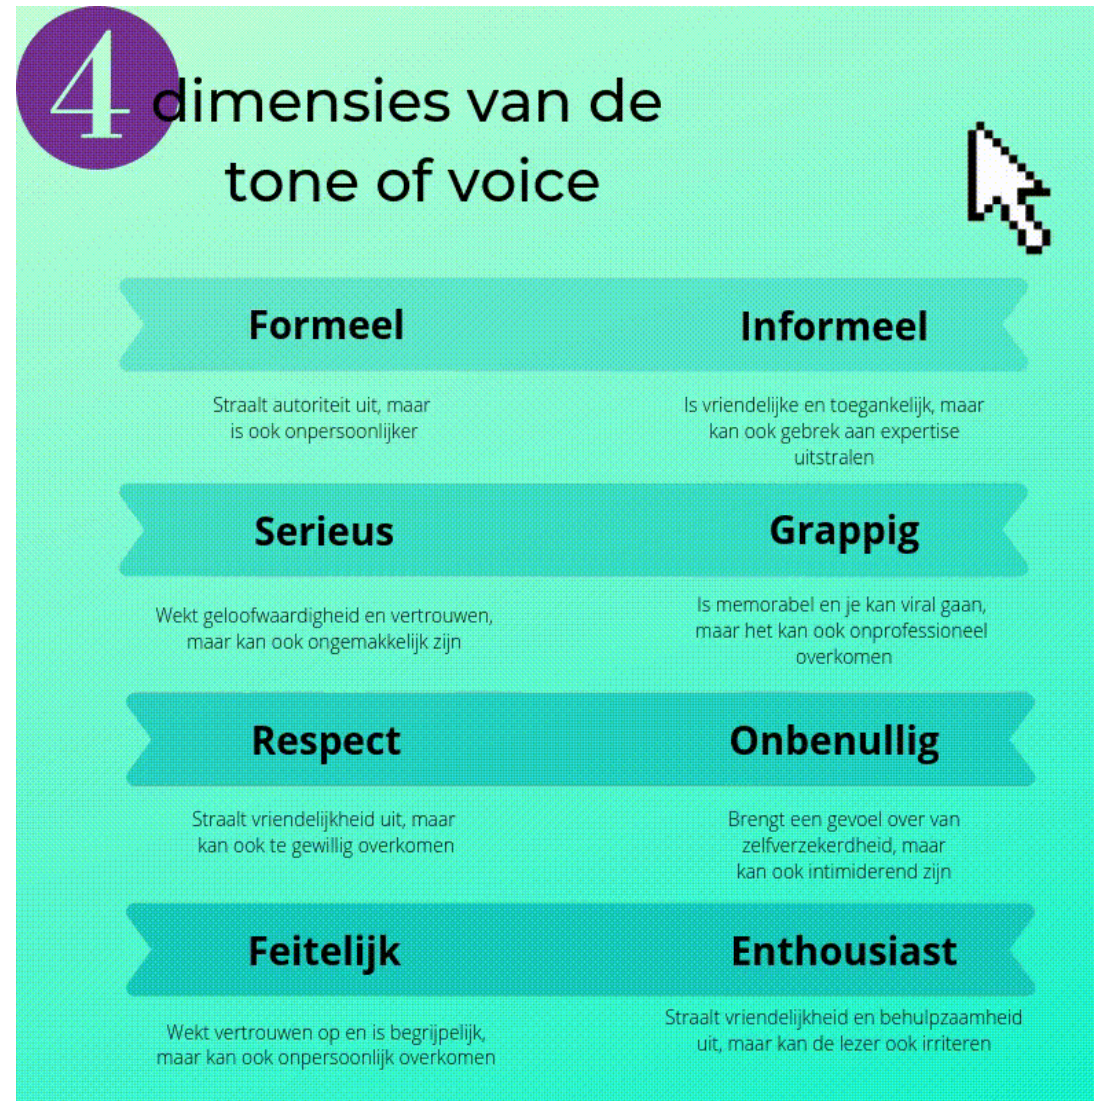 4 dimensies van de
tone of voice
Formeel
Informeel
Straalt autoriteit uit, maar
is ook onpersoonlijker
Is vriendelijke en toegankelijk, maar
kan ook gebrek aan expertise
uitstralen
Serieus
Grappig
Wekt geloofwaardigheid en vertrouwen,
maar kan ook ongemakkelijk zijn
Is memorabel en je kan viral gaan,
maar het kan ook onprofessioneel
overkomen
Respect
Onbenullig
Straalt vriendelijkheid uit, maar
kan ook te gewillig overkomen
Brengt een gevoel over van
zelfverzekerdheid, maar
kan ook intimiderend zijn
Feitelijk
Enthousiast
Wekt vertrouwen op en is begrijpelijk,
maar kan ook onpersoonlijk overkomen
Straalt vriendelijkheid en behulpzaamheid
uit, maar kan de lezer ook irriteren